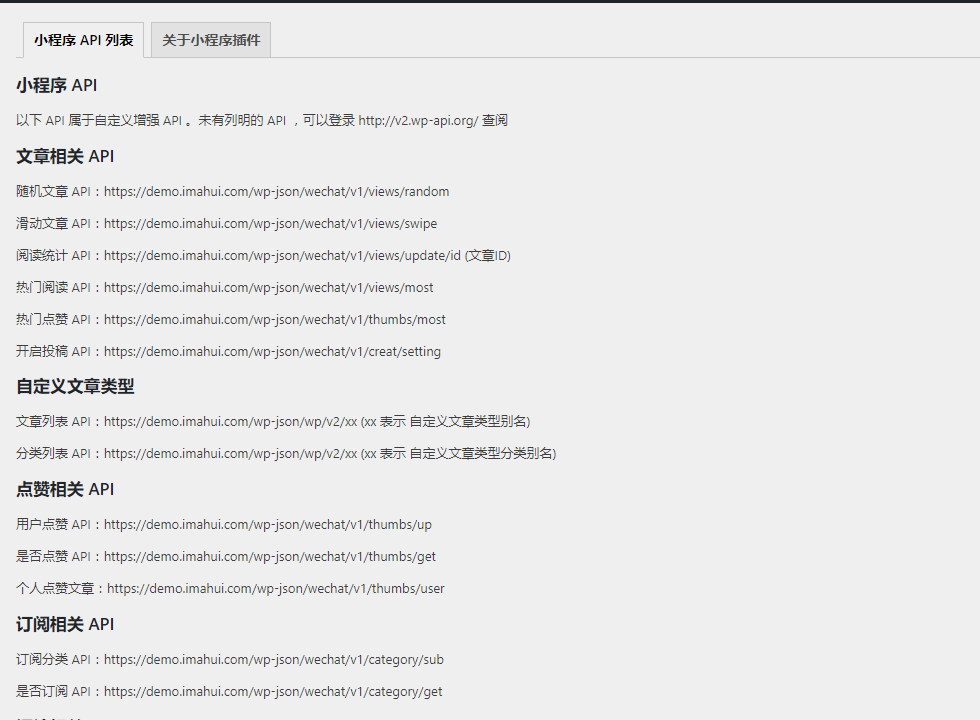 小程序 API 列表
关于小程序插件
小程序 API
以下 API 属于自定义增强 API 。未有列明的 API ，可以登录 http://v2.wp-api.org/ 查阅
文章相关 API
随机文章 API：https://demo.imahui.com/wp-json/wechat/v1/views/random
滑动文章 API：https://demo.imahui.com/wp-json/wechat/v1/views/swipe
阅读统计 API：https://demo.imahui.com/wp-json/wechat/v1/views/update/id (文章ID)
热门阅读 API：https://demo.imahui.com/wp-json/wechat/v1/views/most
热门点赞 API：https://demo.imahui.com/wp-json/wechat/v1/thumbs/most
开启投稿 API：https://demo.imahui.com/wp-json/wechat/v1/creat/setting
自定义文章类型
文章列表 API：https://demo.imahui.com/wp-json/wp/v2/xx (xx 表示 自定义文章类型别名)
分类列表 API：https://demo.imahui.com/wp-json/wp/v2/xx (xx 表示 自定义文章类型分类别名)
点赞相关 API
用户点赞 API：https://demo.imahui.com/wp-json/wechat/v1/thumbs/up
是否点赞 API：https://demo.imahui.com/wp-json/wechat/v1/thumbs/get
个人点赞文章：https://demo.imahui.com/wp-json/wechat/v1/thumbs/user
订阅相关 API
订阅分类 API：https://demo.imahui.com/wp-json/wechat/v1/category/sub
是否订阅 API：https://demo.imahui.com/wp-json/wechat/v1/category/get